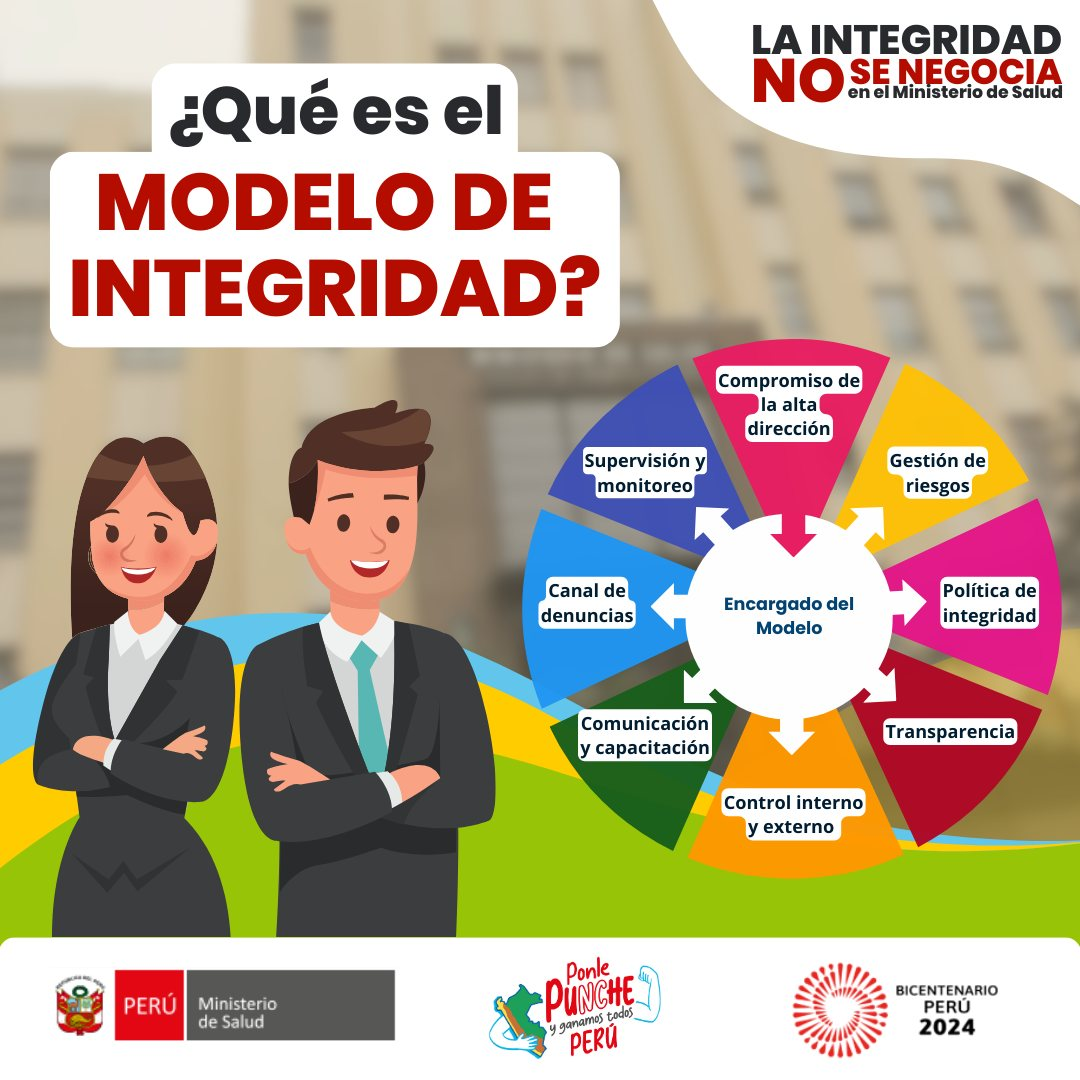 LA INTEGRIDAD
NO SE NEGOCIA
en el Ministerio de Salud
¿Qué es el
MODELO DE
INTEGRIDAD?
Compromiso de
la alta
dirección
Gestión de
riesgos
Política de
integridad
Transparencia
Control interno
y externo
Comunicación
y capacitación
Canal de
denuncias
Supervisión y
monitoreo
Encargado del
Modelo
PERÚ
Ministerio
de Salud
Ponle
PUNCHE
y ganamos todos
PERÚ
BICENTENARIO
PERÚ
2024